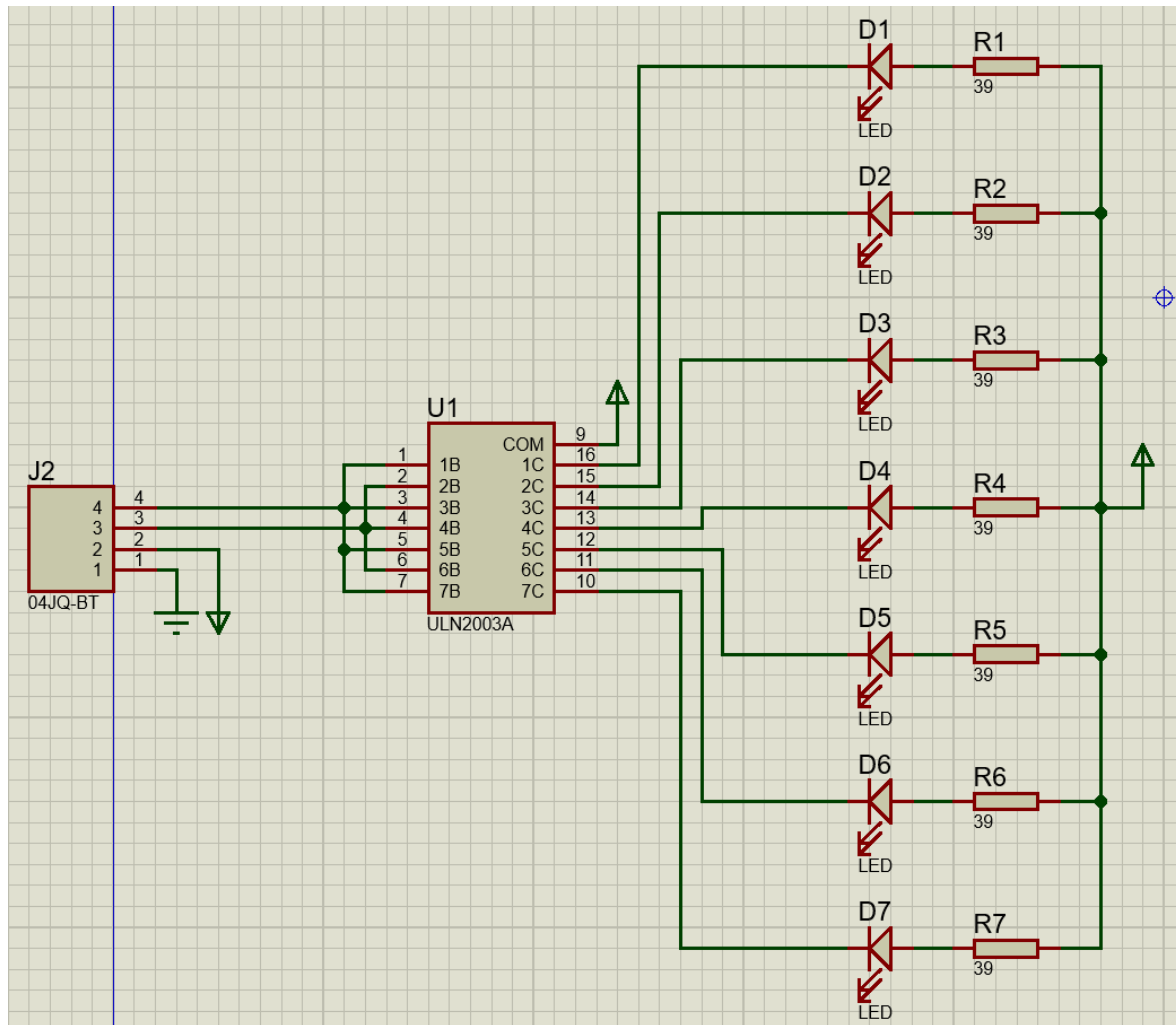 D1
R1
39
LED
D2
R2
39
LED
D3
R3
39
LED
D4
R4
39
LED
D5
R5
39
LED
D6
R6
39
LED
D7
R7
39
LED
U1
COM 9
1 1B 1C 16
2 2B 2C 15
3 3B 3C 14
4 4B 4C 13
5 5B 5C 12
6 6B 6C 11
7 7B 7C 10
ULN2003A
J2
4 4
3 3
2 2
1 1
04JQ-BT